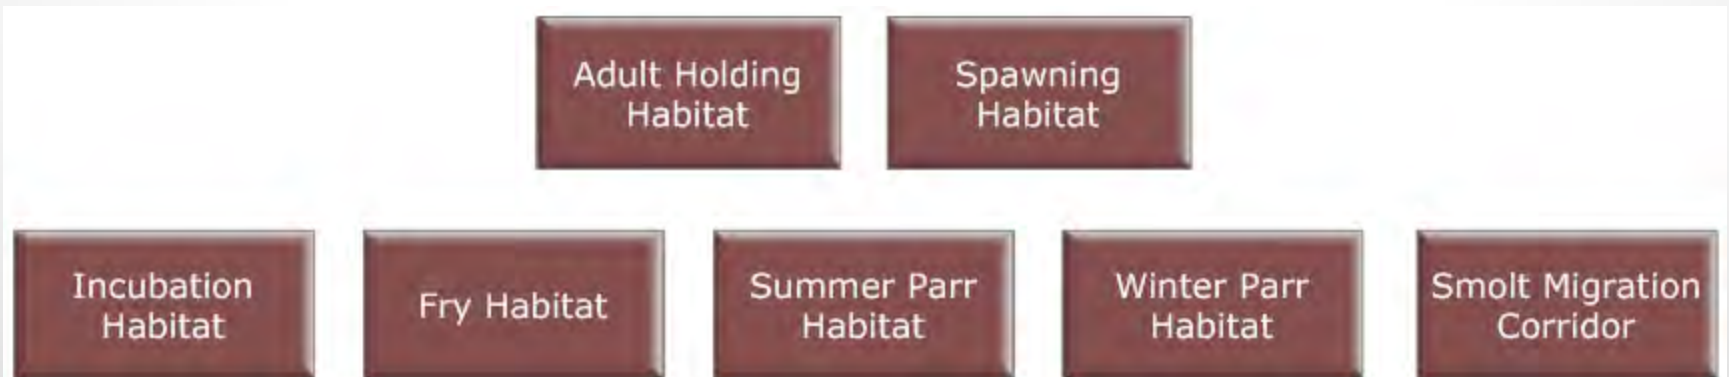 Adult Holding
Habitat
Spawning
Habitat
Incubation
Habitat
Fry Habitat
Summer Parr
Habitat
Winter Parr
Habitat
Smolt Migration
Corridor